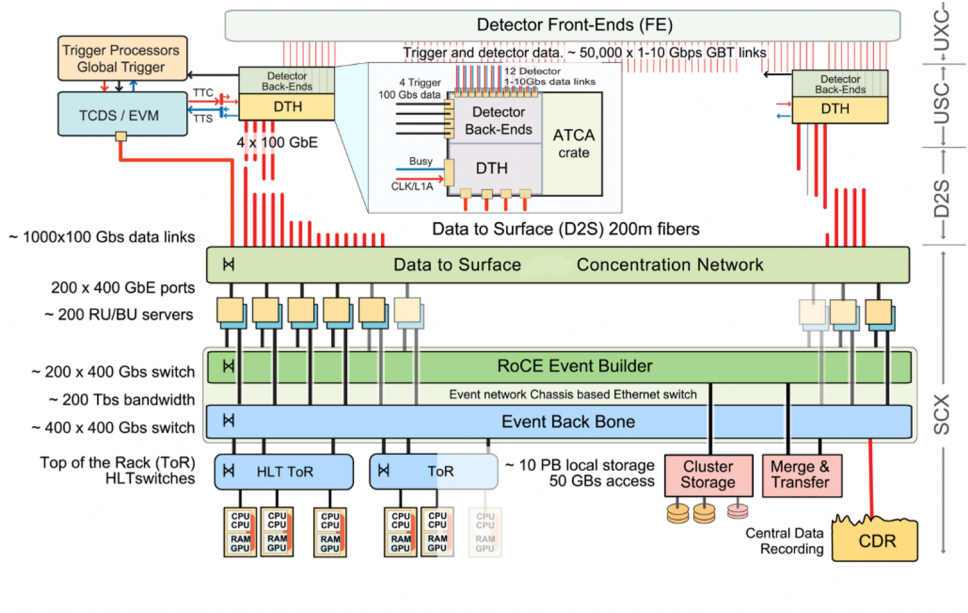 Detector Front-Ends (FE)
UXC
Trigger and detector data. ~ 50,000 x 1-10 Gbps GBT links
Trigger Processors
Global Trigger
TCDS / EVM
TTC
TTS
Detector
Back-Ends
DTH
4 x 100 GbE
4 Trigger
100 Gbs data
12 Detector
1-10Gbs data links
Detector
Back-Ends
DTH
ATCA
crate
Busy
CLK/L1A
Detector
Back-Ends
DTH
USC
D2S
Data to Surface (D2S) 200m fibers
~ 1000x100 Gbs data links
Data to Surface Concentration Network
200 x 400 GbE ports
~ 200 RU/BU servers
RoCE Event Builder
~ 200 x 400 Gbs switch
Event network Chassis based Ethernet switch
~ 200 Tbs bandwidth
Event Back Bone
~ 400 x 400 Gbs switch
SCX
Top of the Rack (ToR)
HLTswitches
HLT ToR
ToR
~ 10 PB local storage
50 GBs access
Cluster
Storage
Merge &
Transfer
CPU
CPU
RAM
GPU
CPU
CPU
RAM
GPU
CPU
CPU
RAM
GPU
CPU
CPU
RAM
GPU
CPU
CPU
RAM
GPU
CPU
CPU
RAM
GPU
Central Data
Recording
CDR